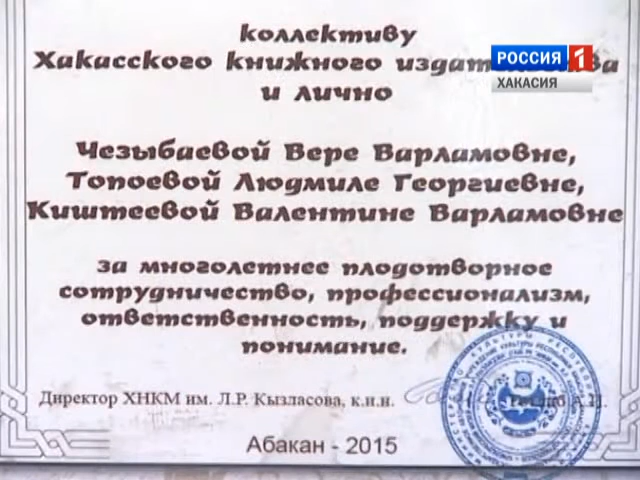 коллективу
Хакасского книжного
и лично
РОССИЯ 1
ХАКАСИЯ
Чезыбаевой Вере Варламовне,
Топоевой Людмиле Георгиевне,
Киштеевой Валентине Варламовне
за многолетнее плодотворное
сотрудничество, профессионализм,
ответственность, поддержку и
понимание.
Директор ХНКМ им. Л.Р. Кызласова, к.и.н.
Абакан - 2015